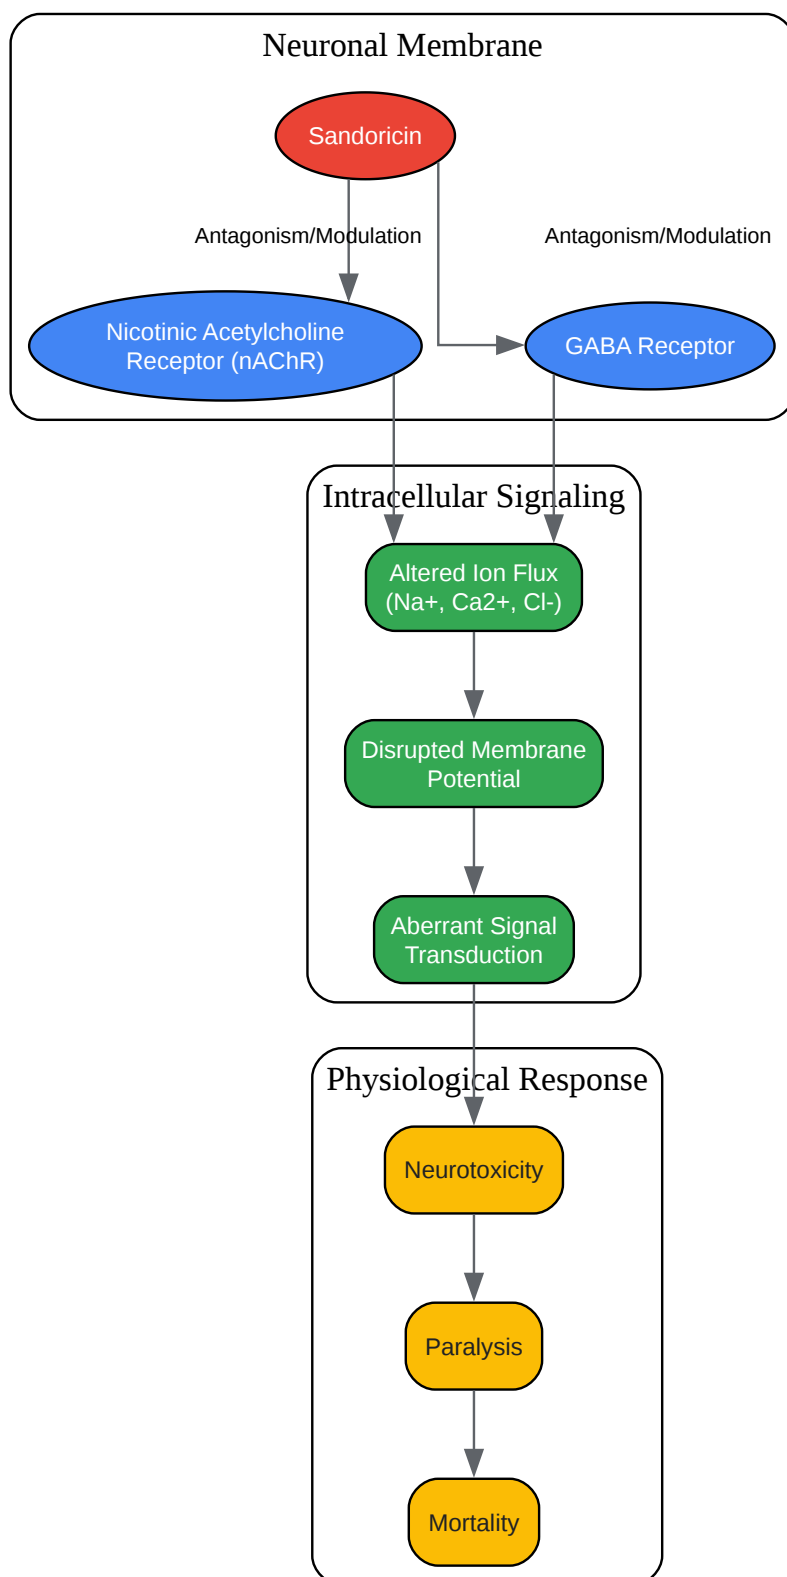 Neuronal Membrane
Sandoricin
Antagonism/Modulation
Antagonism/Modulation
Nicotinic Acetylcholine
Receptor (nAChR)
GABA Receptor
Intracellular Signaling
Altered Ion Flux
(Na+, Ca2+, Cl-)
Disrupted Membrane
Potential
Aberrant Signal
Transduction
Physiological Response
Neurotoxicity
Paralysis
Mortality